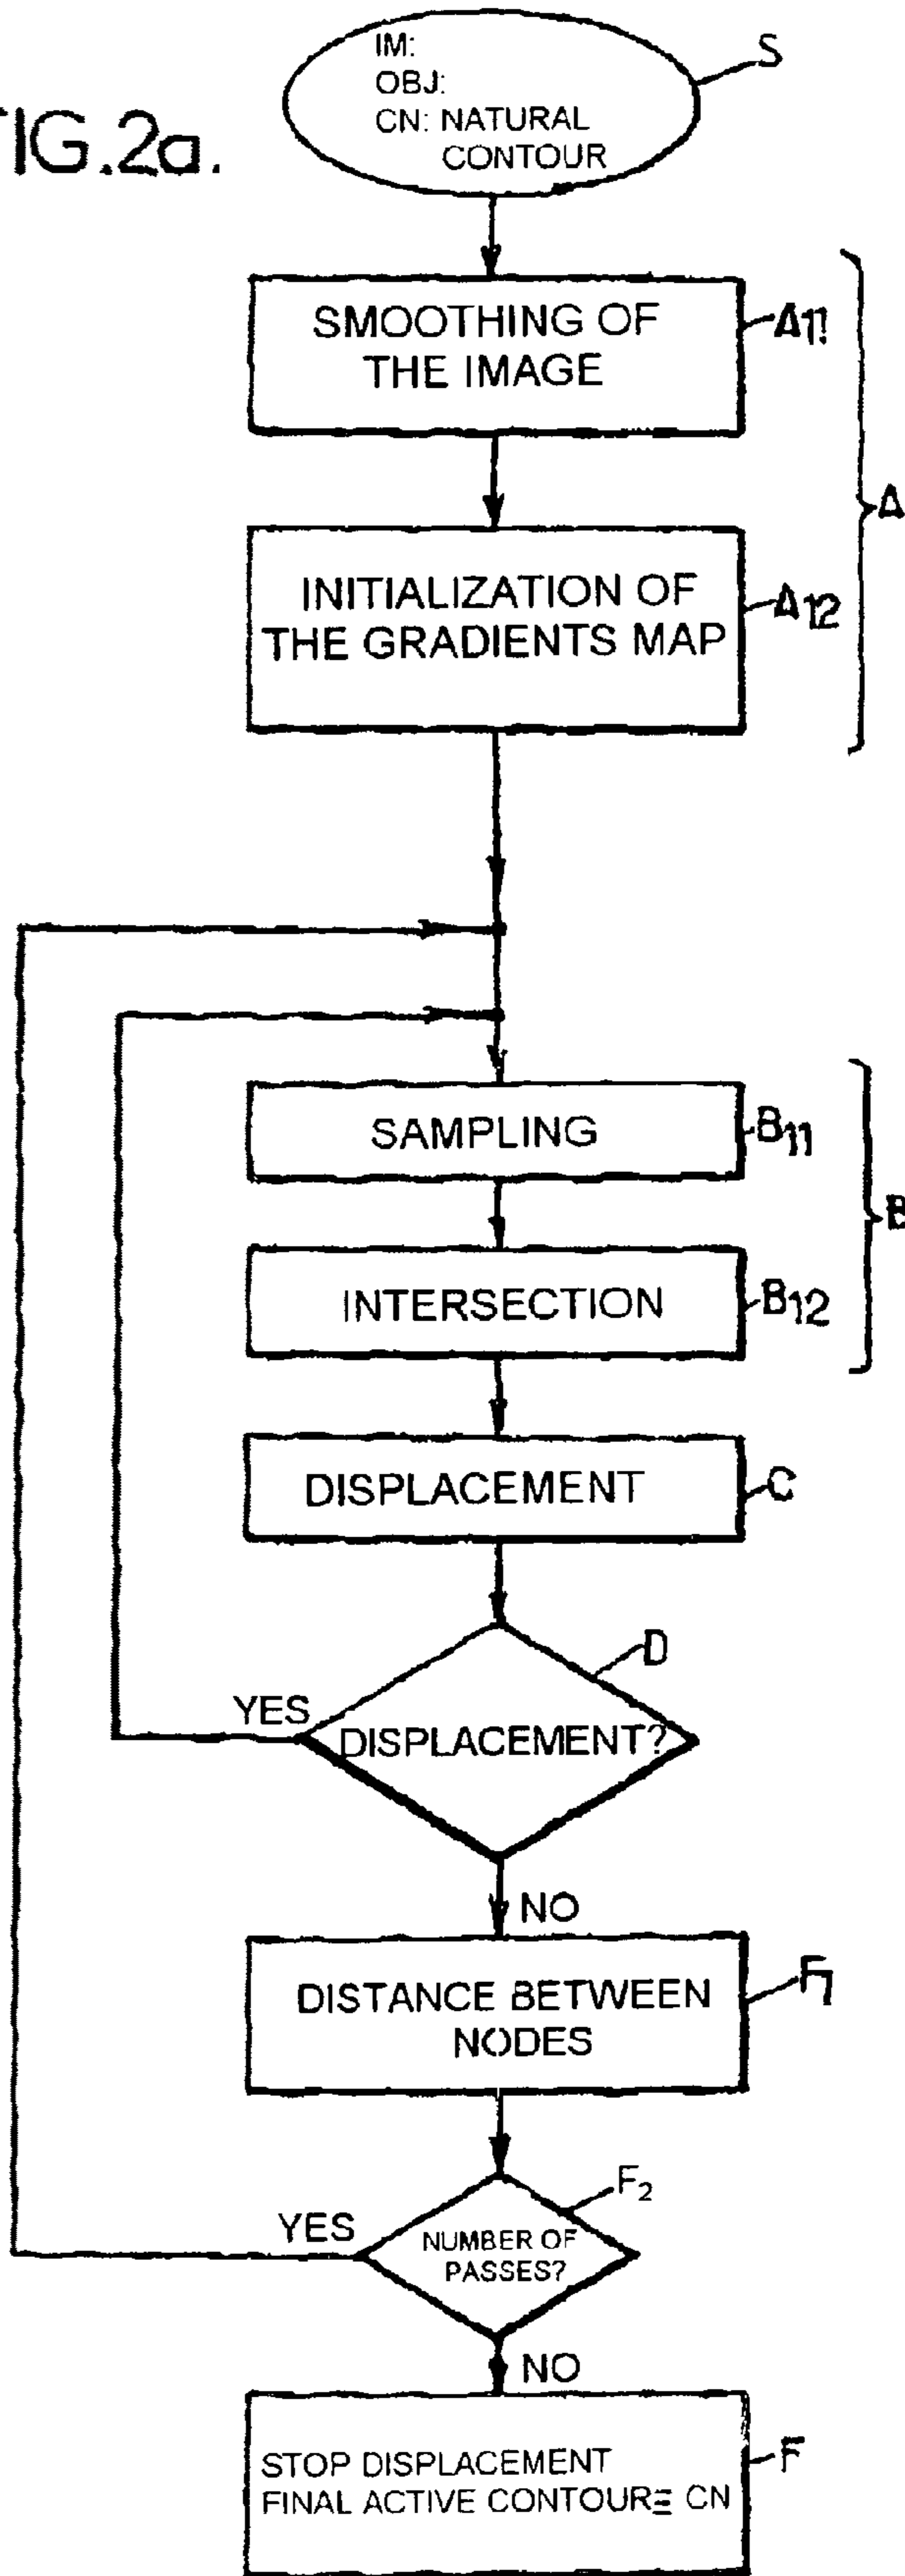 FIG.2a.
IM:
OBJ:
CN: NATURAL
CONTOUR
S
SMOOTHING OF
THE IMAGE
A11
INITIALIZATION OF
THE GRADIENTS MAP
A12
A
SAMPLING
B11
INTERSECTION
B12
B
DISPLACEMENT
C
D
DISPLACEMENT?
YES
NO
DISTANCE BETWEEN
NODES
F1
F2
NUMBER OF
PASSES?
YES
NO
STOP DISPLACEMENT
FINAL ACTIVE CONTOUR≡ CN
F